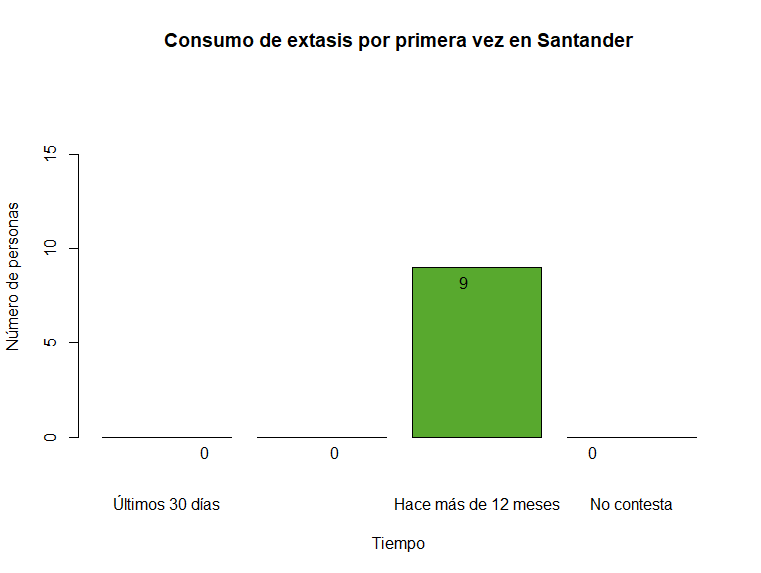 Consumo de extasis por primera vez en Santander
Número de personas
15
10
5
0
9
0
0
0
Últimos 30 días
Hace más de 12 meses
No contesta
Tiempo